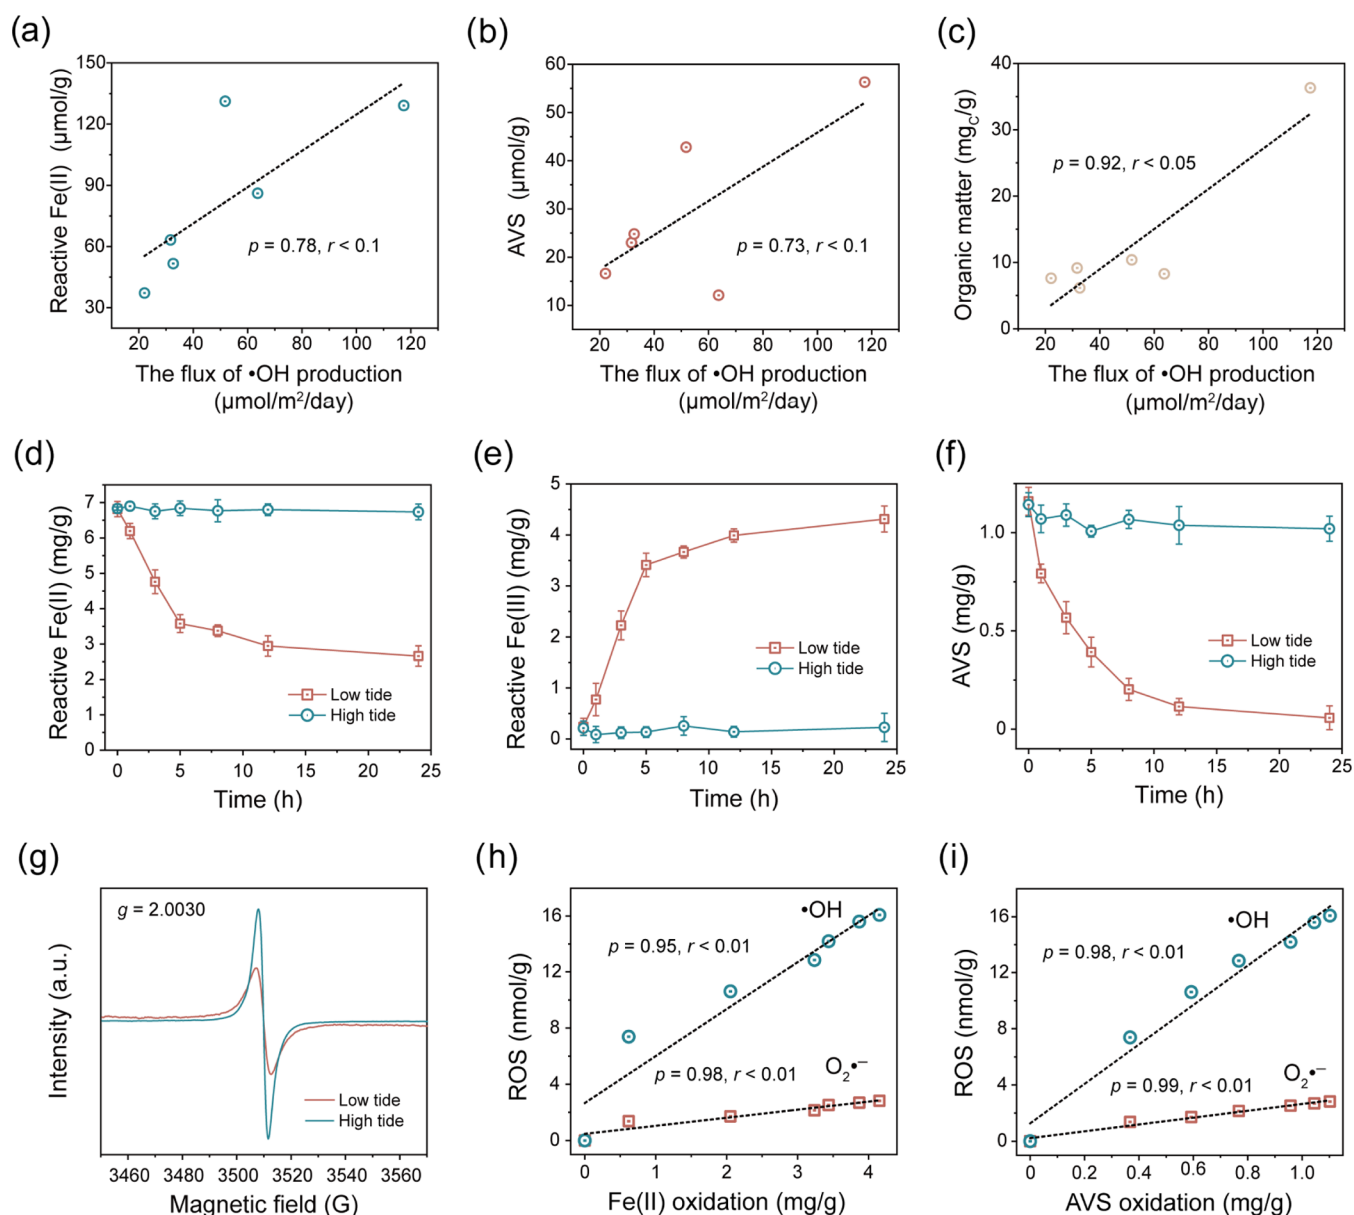 (a)
Reactive Fe(II) (μmol/g)
150
120
90
60
30
p = 0.78, r < 0.1
20 40 60 80 100 120
The flux of •OH production
(μmol/m²/day)
(b)
AVS (μmol/g)
60
50
40
30
20
10
p = 0.73, r < 0.1
20 40 60 80 100 120
The flux of •OH production
(μmol/m²/day)
(c)
Organic matter (mgC/g)
40
30
20
10
0
p = 0.92, r < 0.05
20 40 60 80 100 120
The flux of •OH production
(μmol/m²/day)
(d)
Reactive Fe(II) (mg/g)
7
6
5
4
3
2
1
0
Low tide
High tide
0 5 10 15 20 25
Time (h)
(e)
Reactive Fe(III) (mg/g)
5
4
3
2
1
0
Low tide
High tide
0 5 10 15 20 25
Time (h)
(f)
AVS (mg/g)
1.0
0.5
0
Low tide
High tide
0 5 10 15 20 25
Time (h)
(g)
Intensity (a.u.)
g = 2.0030
Low tide
High tide
3460 3480 3500 3520 3540 3560
Magnetic field (G)
(h)
ROS (nmol/g)
16
12
8
4
0
•OH
p = 0.95, r < 0.01
O₂•⁻
p = 0.98, r < 0.01
0 1 2 3 4
Fe(II) oxidation (mg/g)
(i)
ROS (nmol/g)
16
12
8
4
0
•OH
p = 0.98, r < 0.01
O₂•⁻
p = 0.99, r < 0.01
0 0.2 0.4 0.6 0.8 1.0
AVS oxidation (mg/g)